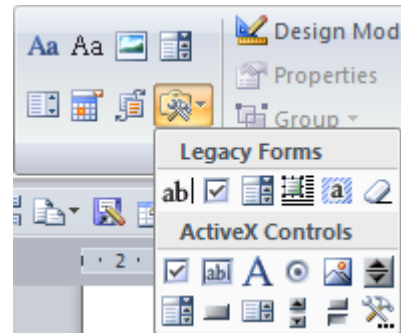 Aa Aa
Design Mod
Properties
Group
Legacy Forms
ab|
a
ActiveX Controls
abl
A
2